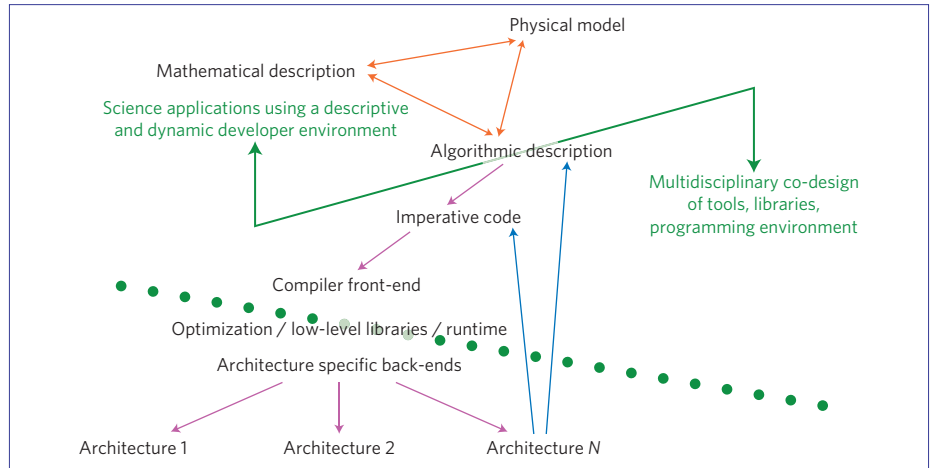 Physical model
Mathematical description
Science applications using a descriptive
and dynamic developer environment
Algorithmic description
Multidisciplinary co-design
of tools, libraries,
programming environment
Imperative code
Compiler front-end
Optimization / low-level libraries / runtime
Architecture specific back-ends
Architecture 1
Architecture 2
Architecture N